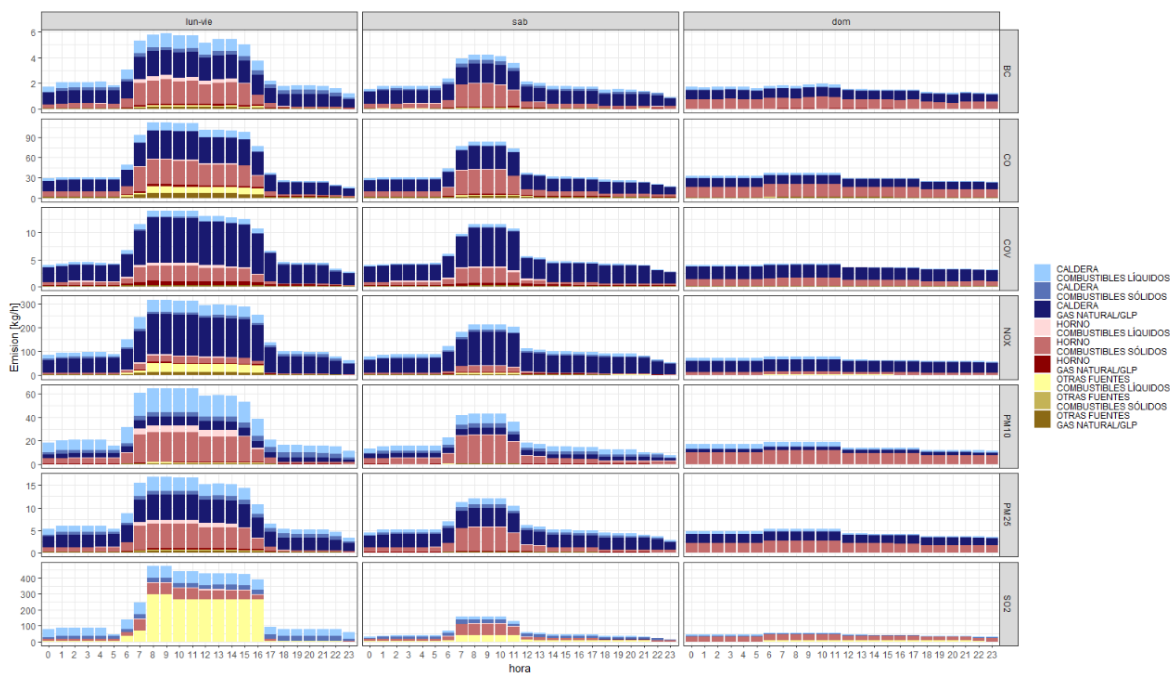 lun-vie sab dom
6
4
2
0
BC
90
60
30
0
CO
10
5
0
COV
300
200
100
0
NOX
60
40
20
0
PM10
15
10
5
0
PM25
400
300
200
100
0
SO2
Emision [kg/h]
0 1 2 3 4 5 6 7 8 9 10 11 12 13 14 15 16 17 18 19 20 21 22 23 0 1 2 3 4 5 6 7 8 9 10 11 12 13 14 15 16 17 18 19 20 21 22 23 0 1 2 3 4 5 6 7 8 9 10 11 12 13 14 15 16 17 18 19 20 21 22 23
hora
CALDERA
COMBUSTIBLES LÍQUIDOS
CALDERA
COMBUSTIBLES SÓLIDOS
CALDERA
GAS NATURAL/GLP
HORNO
COMBUSTIBLES LÍQUIDOS
HORNO
COMBUSTIBLES SÓLIDOS
HORNO
GAS NATURAL/GLP
OTRAS FUENTES
COMBUSTIBLES LÍQUIDOS
OTRAS FUENTES
COMBUSTIBLES SÓLIDOS
OTRAS FUENTES
GAS NATURAL/GLP